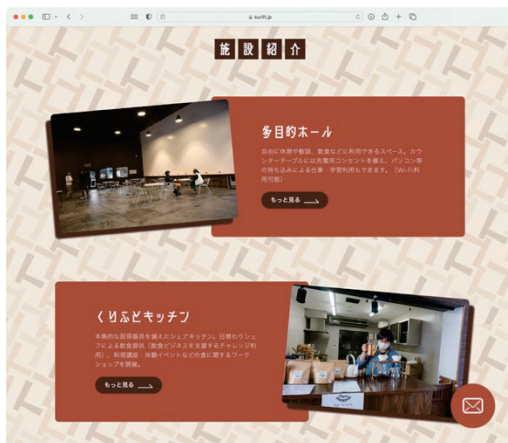 kurift.jp
施設紹介
多目的ホール
自由に休憩や歓談、飲食などに利用できるスペース。カウ
ンターテーブルには充電用コンセントを備え、パソコン等
の持ち込みによる仕事・学習利用もできます。（Wi-Fi利
用可能）
もっと見る
くりふとキッチン
本格的な厨房器具を備えたシェアキッチン。日替わりシェ
フによる飲食提供（飲食ビジネスを支援するチャレンジ利
用）、料理講座・体験イベントなどの食に関するワーク
ショップを開催。
もっと見る